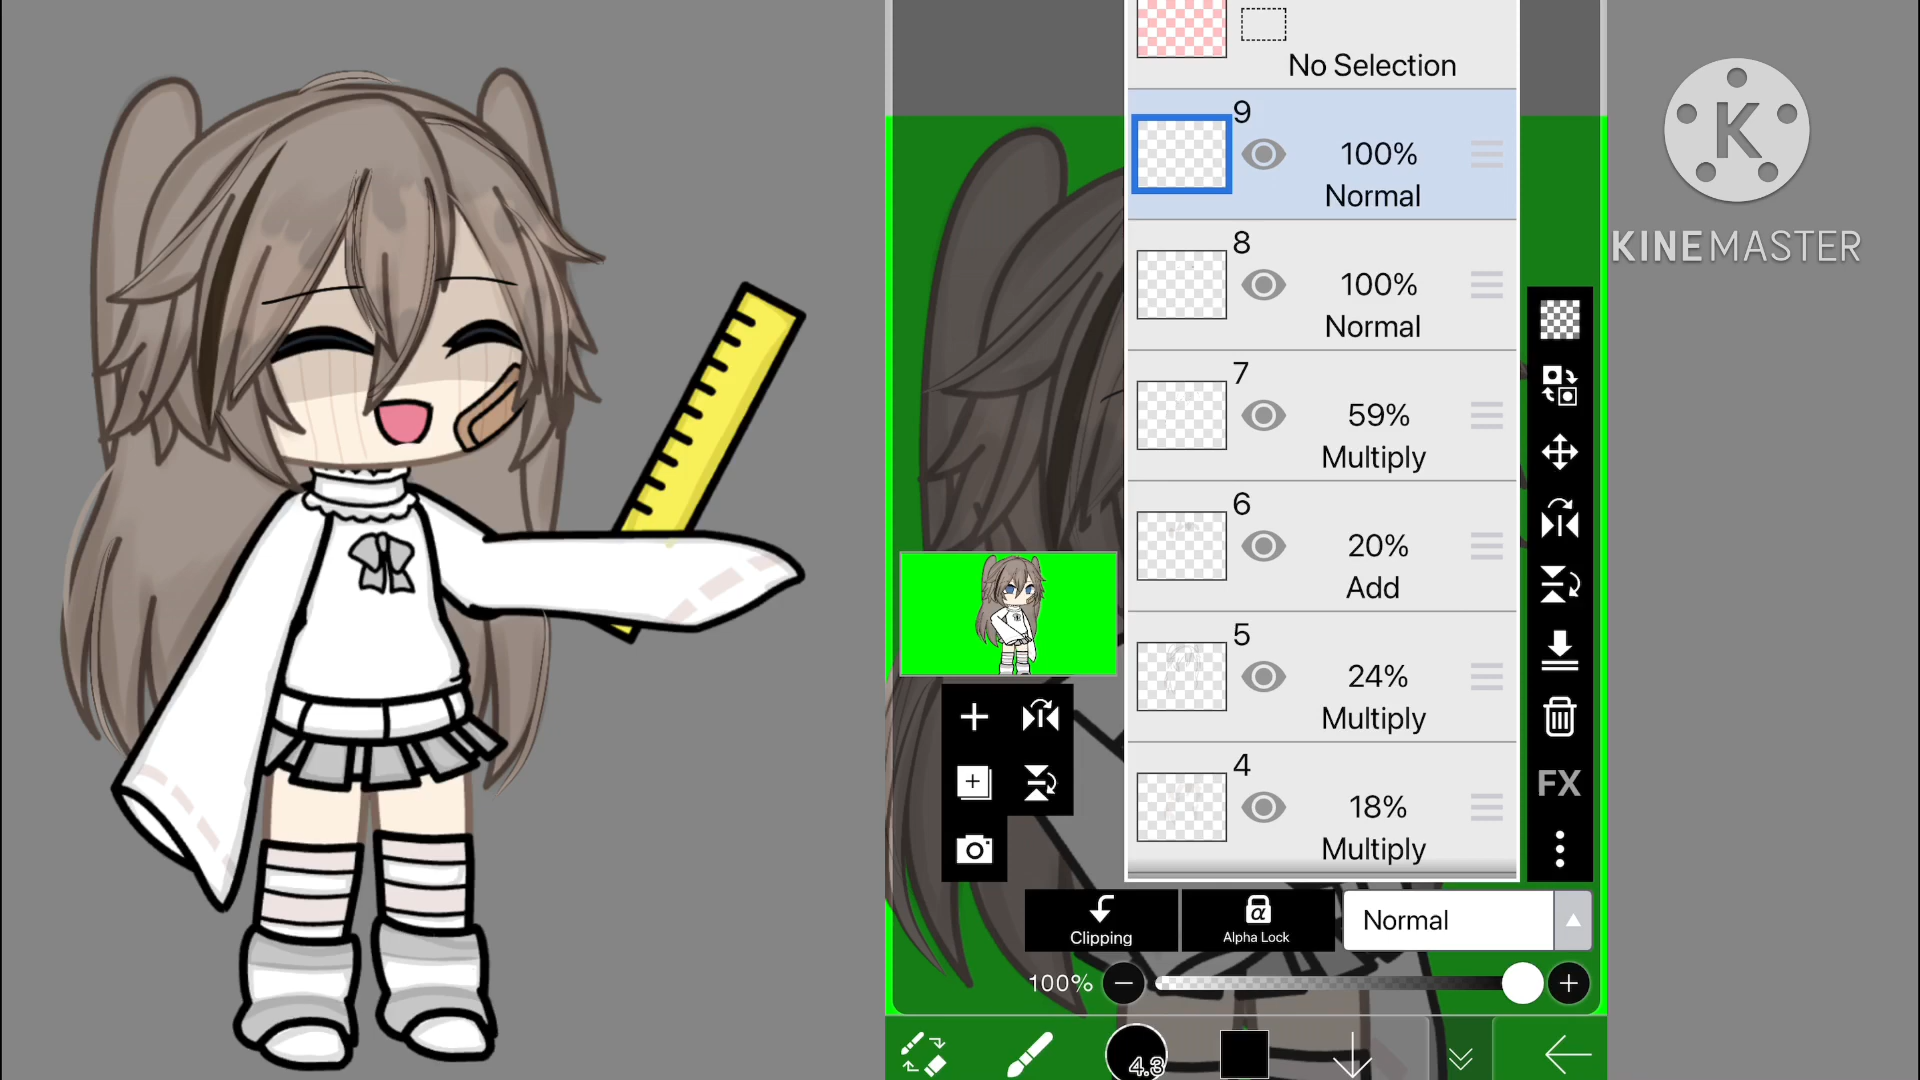 No Selection
9
100%
Normal
8
100%
Normal
7
59%
Multiply
6
20%
Add
5
24%
Multiply
4
18%
Multiply
K
KINEMASTER
FX
Clipping
α
Alpha Lock
Normal
100%
4.3